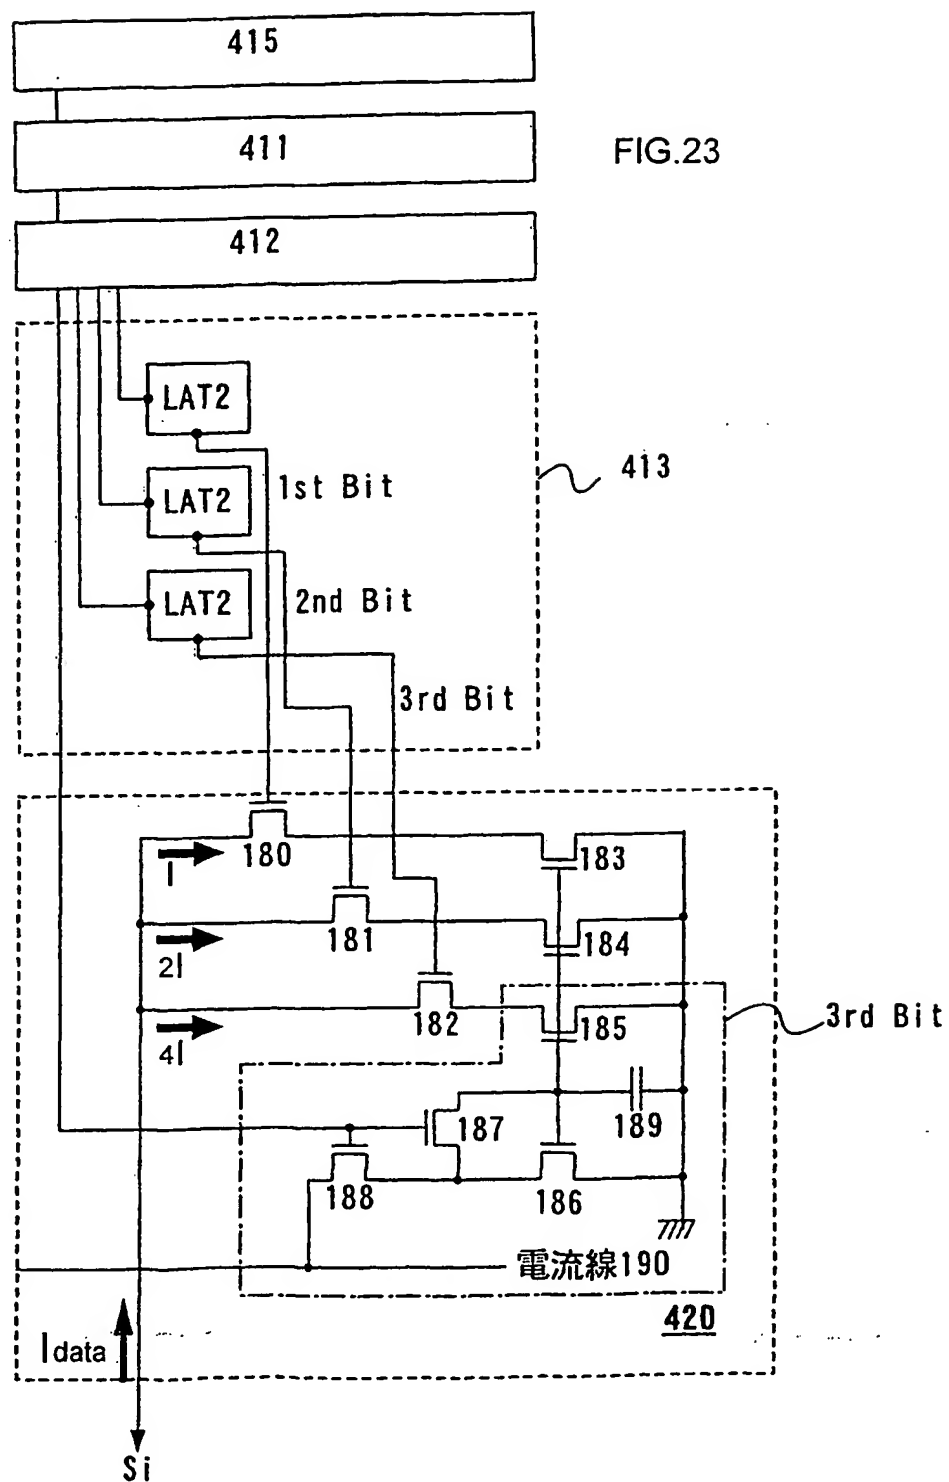 415
411
FIG.23
412
LAT2
413
1st Bit
LAT2
2nd Bit
LAT2
3rd Bit
180
183
I
181
184
2I
182
185
3rd Bit
4I
187
189
188
186
電流線190
420
Idata
Si